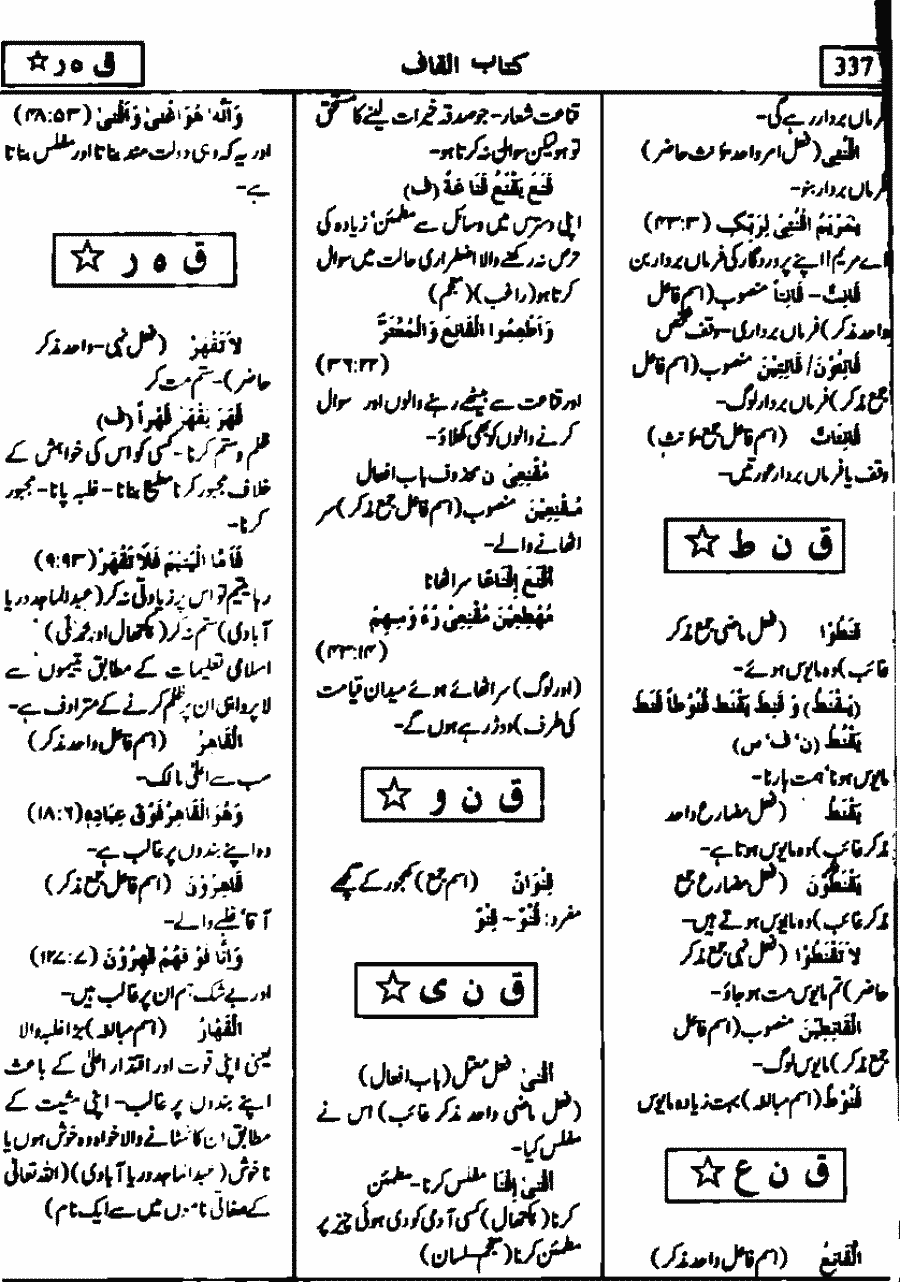 337
کتاب القاف
ق ہ ر ☆
فرماں بردار رہے گی۔
اقْنُتِي (فعل امر واحد مؤنث حاضر)
فرماں بردار بنو۔
يٰمَرْيَمُ اقْنُتِيْ لِرَبِّكِ (۴۳:۳)
اے مریم! اپنے پروردگار کی فرماں بردار بن
قَانِتٌ - قَانِتاً منصوب (اسم فاعل
واحد مذکر) فرماں برداری - وقف شخص
قَانِتُوْنَ / قَانِتِيْنَ منصوب (اسم فاعل
جمع مذکر) فرماں بردار لوگ۔
قَانِتَاتٌ (اسم فاعل جمع مؤنث)
وقف یا فرماں بردار عورتیں۔
ق ن ط ☆
قَنَطُوْا (فعل ماضی جمع مذکر
غائب) وہ مایوس ہوئے۔
(يَقْنَطُ) وَ قَنِطَ يَقْنَط قُنُوْطاً قَنَط
يَقْنُطُ (ن، ف، س)
مایوس ہونا، ہمت ہارنا۔
يَقْنَطُ (فعل مضارع واحد
مذکر غائب) وہ مایوس ہوتا ہے۔
يَقْنَطُوْنَ (فعل مضارع جمع
مذکر غائب) وہ مایوس ہوتے ہیں۔
لَا تَقْنَطُوْا (فعل نہی جمع مذکر
حاضر) تم مایوس مت ہو جاؤ۔
الْقَانِطِيْنَ منصوب (اسم فاعل
جمع مذکر) مایوس لوگ۔
قَنُوْطٌ (اسم مبالغہ) بہت زیادہ مایوس
ق ن ع ☆
الْقَانِعُ (اسم فاعل واحد مذکر)
قناعت شعار - جو صدقہ خیرات لینے کا مستحق
تو ہو لیکن سوال نہ کرتا ہو۔
قَنَعَ يَقْنَعُ قَنَاعَةً (ف)
اپنی دسترس میں وسائل سے مطمئن، زیادہ کی
حرص نہ رکھنے والا اضطراری حالت میں سوال
کرتا ہو (راغب) (معجم)
وَاَطْعِمُوا الْقَانِعَ وَالْمُعْتَرَّ
(۳۶:۲۲)
اور قناعت سے بیٹھے رہنے والوں اور سوال
کرنے والوں کو بھی کھلاؤ۔
مُقْنِعِيْ ن محذوف باب افعال
مُقْنِعِيْنَ منصوب (اسم فاعل جمع مذکر) سر
اٹھانے والے۔
اَقْنَعَ اِقْنَاعًا سر اٹھانا
مُهْطِعِيْنَ مُقْنِعِيْ رُءُوْسِهِمْ
(۴۳:۱۴)
(اور لوگ) سر اٹھائے ہوئے میدان قیامت
کی طرف) دوڑ رہے ہوں گے۔
ق ن و ☆
قِنْوَانٌ (اسم جمع) کھجور کے گچھے
مفرد: قُنْوٌ - قِنْوٌ
ق ن ی ☆
اَقْنٰى فعل معتل (باب افعال)
(فعل ماضی واحد مذکر غائب) اس نے
مفلس کیا۔
اَقْنٰى اِقْنَا مفلس کرنا - مطمئن
کرنا (پکتھال) کسی آدمی کو دی ہوئی چیز پر
مطمئن کرنا (معجم - لسان)
وَاَنَّهٗ هُوَ اَغْنٰى وَاَقْنٰى (۴۸:۵۳)
اور یہ کہ وہی دولت مند بناتا اور مفلس بناتا
ہے۔
ق ہ ر ☆
لَا تَقْهَرْ (فعل نہی - واحد مذکر
حاضر) - ستم مت کر
قَهَرَ يَقْهَرُ قَهْراً (ف)
ظلم و ستم کرنا - کسی کو اس کی خواہش کے
خلاف مجبور کرنا مطیع بنانا - غلبہ پانا - مجبور
کرنا۔
فَاَمَّا الْيَتِيْمَ فَلَا تَقْهَرْ (۹:۹۳)
رہا یتیم تو اس پر زیادتی نہ کر (عبدالماجد دریا
آبادی) ستم نہ کر (پکتھال اور محمد علی)
اسلامی تعلیمات کے مطابق یتیموں سے
لا پرواہی ان پر ظلم کرنے کے مترادف ہے۔
الْقَاهِرُ (اسم فاعل واحد مذکر)
سب سے اعلیٰ مالک۔
وَهُوَ الْقَاهِرُ فَوْقَ عِبَادِهٖ (۱۸:۶)
وہ اپنے بندوں پر غالب ہے۔
قَاهِرُوْنَ (اسم فاعل جمع مذکر)
آقا، غلبے والے۔
وَاِنَّا فَوْقَهُمْ قٰهِرُوْنَ (۱۲۷:۷)
اور بے شک ہم ان پر غالب ہیں۔
الْقَهَّارُ (اسم مبالغہ) بڑا غلبہ والا
یعنی اپنی قوت اور اقتدار اعلیٰ کے باعث
اپنے بندوں پر غالب - اپنی مشیت کے
مطابق ان کا نمٹانے والا خواہ وہ خوش ہوں یا
ناخوش (عبدالماجد دریا آبادی) (اللہ تعالیٰ
کے صفاتی ناموں میں سے ایک نام)